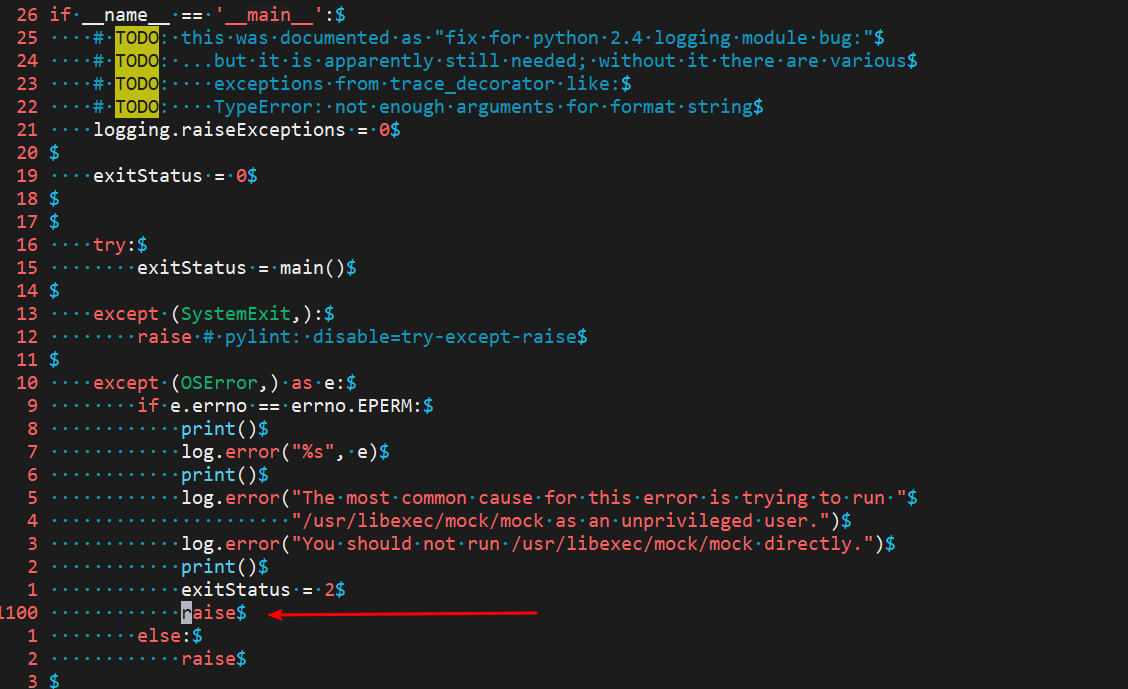 26 if·__name__·==·'__main__':$
25 ····#·TODO:·this·was·documented·as·"fix·for·python·2.4·logging·module·bug:"$
24 ····#·TODO:·...but·it·is·apparently·still·needed;·without·it·there·are·various$
23 ····#·TODO:····exceptions·from·trace_decorator·like:$
22 ····#·TODO:····TypeError:·not·enough·arguments·for·format·string$
21 ····logging.raiseExceptions·=·0$
20 $
19 ····exitStatus·=·0$
18 $
17 $
16 ····try:$
15 ········exitStatus·=·main()$
14 $
13 ····except·(SystemExit,):$
12 ········raise·#·pylint:·disable=try-except-raise$
11 $
10 ····except·(OSError,)·as·e:$
9 ········if·e.errno·==·errno.EPERM:$
8 ············print()$
7 ············log.error("%s",·e)$
6 ············print()$
5 ············log.error("The·most·common·cause·for·this·error·is·trying·to·run·"$
4 ······················"/usr/libexec/mock/mock·as·an·unprivileged·user.")$
3 ············log.error("You·should·not·run·/usr/libexec/mock/mock·directly.")$
2 ············print()$
1 ············exitStatus·=·2$
1100 ············raise$
1 ········else:$
2 ············raise$
3 $